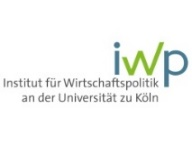 iwp
Institut für Wirtschaftspolitik
an der Universität zu Köln